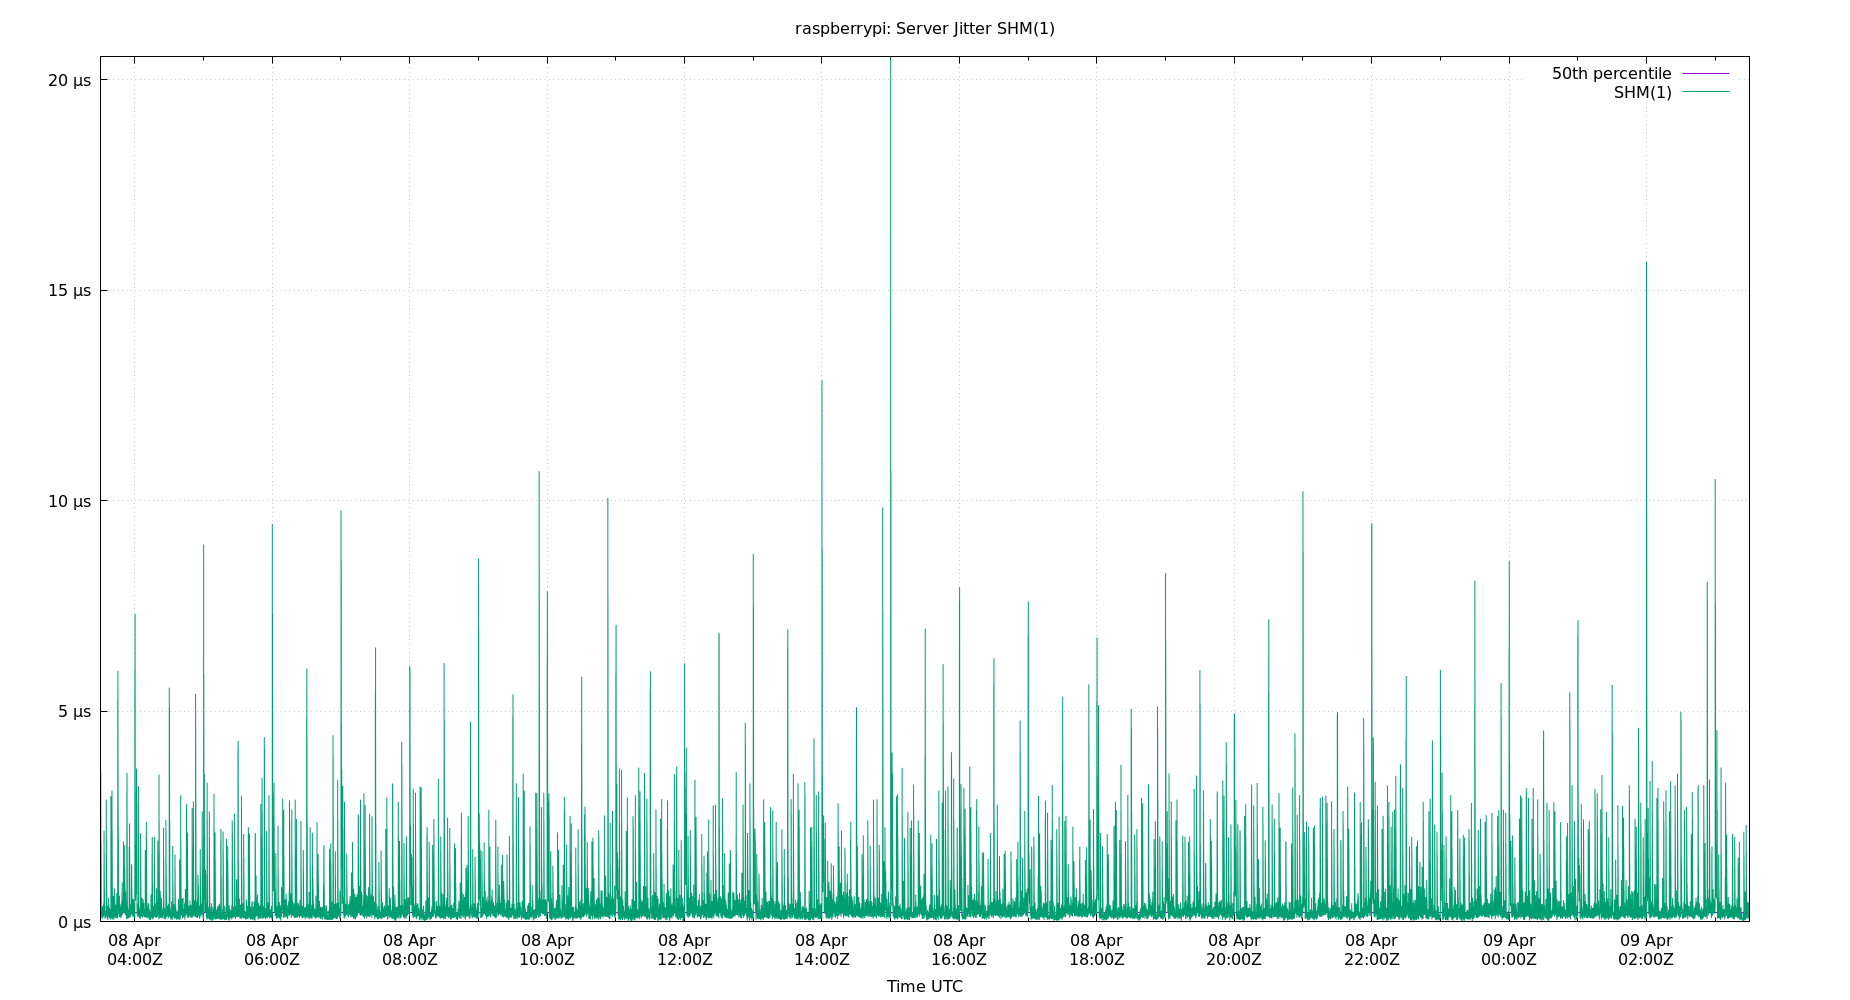 raspberrypi: Server Jitter SHM(1)
50th percentile
SHM(1)
20 µs
15 µs
10 µs
5 µs
0 µs
08 Apr 08 Apr 08 Apr 08 Apr 08 Apr 08 Apr 08 Apr 08 Apr 08 Apr 08 Apr 09 Apr 09 Apr
04:00Z 06:00Z 08:00Z 10:00Z 12:00Z 14:00Z 16:00Z 18:00Z 20:00Z 22:00Z 00:00Z 02:00Z
Time UTC